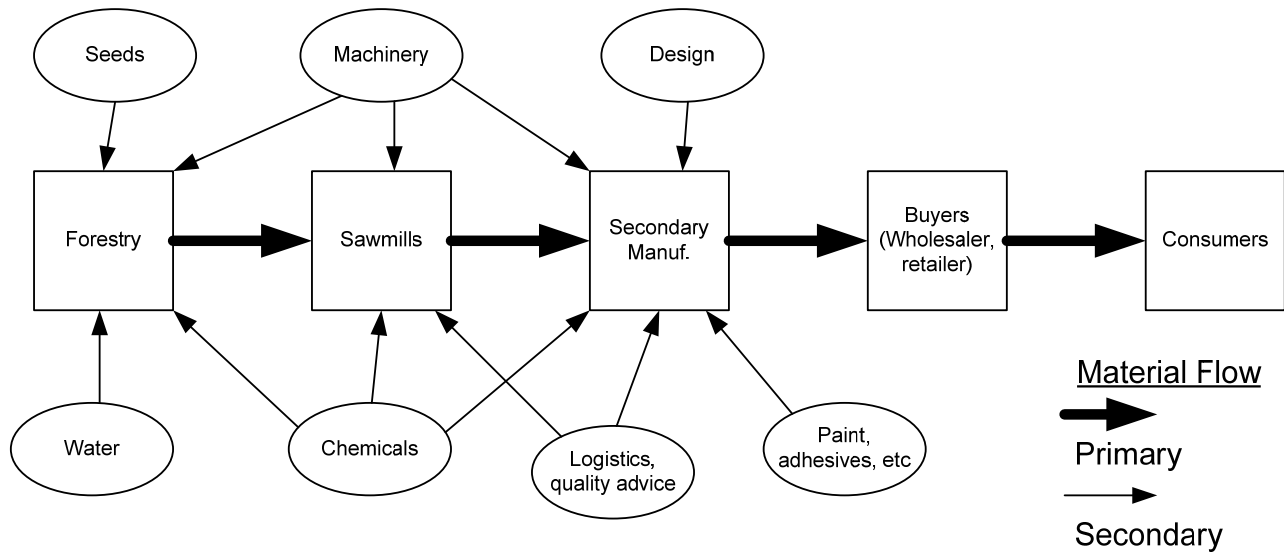 Seeds
Machinery
Design
Forestry
Sawmills
Secondary
Manuf.
Buyers
(Wholesaler,
retailer)
Consumers
Water
Chemicals
Logistics,
quality advice
Paint,
adhesives, etc
Material Flow
Primary
Secondary